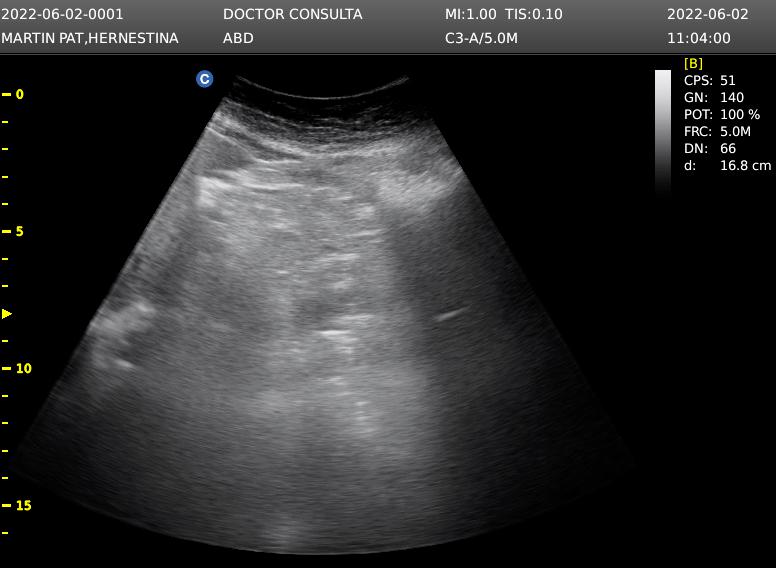 2022-06-02-0001 DOCTOR CONSULTA MI:1.00 TIS:0.10 2022-06-02
MARTIN PAT,HERNESTINA ABD C3-A/5.0M 11:04:00
C
[B]
CPS: 51
GN: 140
POT: 100 %
FRC: 5.0M
DN: 66
d: 16.8 cm
0
5
10
15